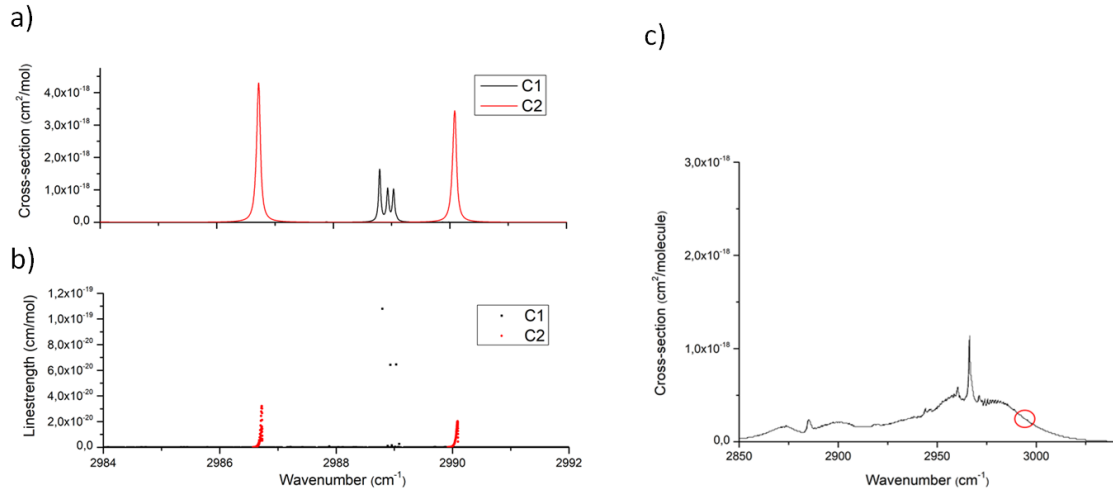 a)
Cross-section (cm²/mol)
4,0x10⁻¹⁸
3,0x10⁻¹⁸
2,0x10⁻¹⁸
1,0x10⁻¹⁸
0,0
C1
C2
b)
Linestrength (cm/mol)
1,2x10⁻¹⁹
1,0x10⁻¹⁹
8,0x10⁻²⁰
6,0x10⁻²⁰
4,0x10⁻²⁰
2,0x10⁻²⁰
0,0
C1
C2
2984 2986 2988 2990 2992
Wavenumber (cm⁻¹)
c)
Cross-section (cm²/molecule)
3,0x10⁻¹⁸
2,0x10⁻¹⁸
1,0x10⁻¹⁸
0,0
2850 2900 2950 3000
Wavenumber (cm⁻¹)